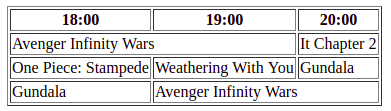 18:00 19:00 20:00
Avenger Infinity Wars It Chapter 2
One Piece: Stampede Weathering With You Gundala
Gundala Avenger Infinity Wars